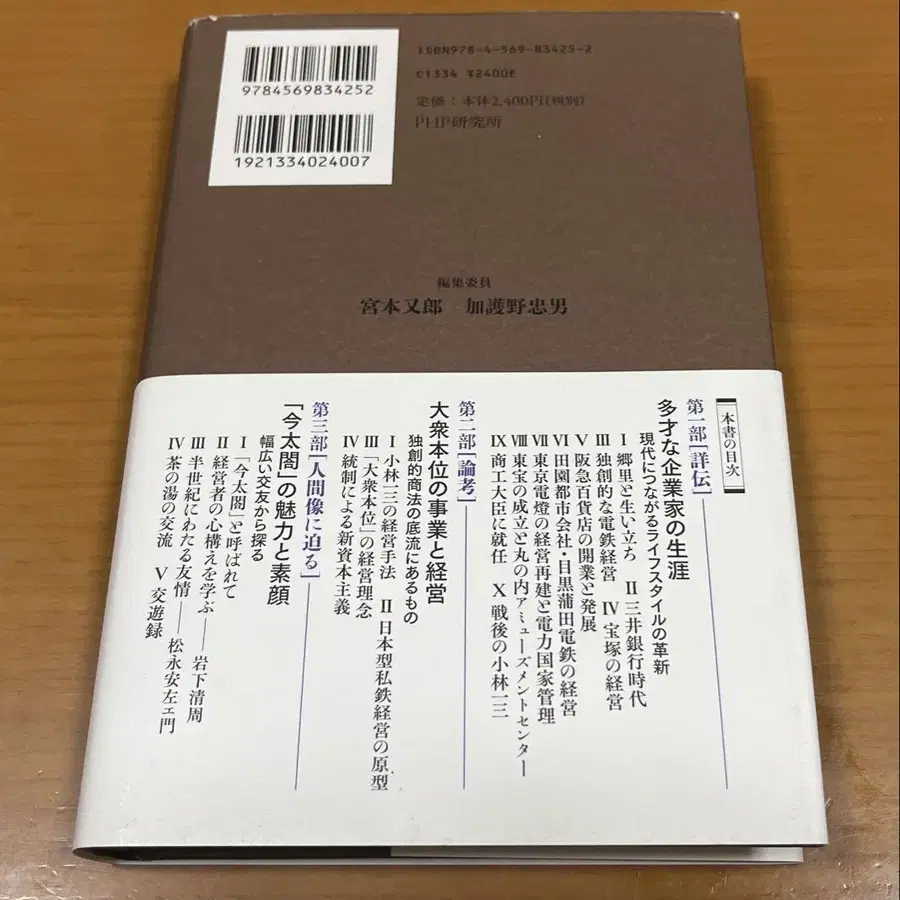 ISBN978-4-569-83425-2
C1334 ¥2400E
9784569834252
定価：本体2,400円(税別)
PHP研究所
1921334024007
編集委員
宮本又郎 加護野忠男
本書の目次
第一部[詳伝]
多才な企業家の生涯
現代につながるライフスタイルの革新
Ⅰ 郷里と生い立ち Ⅱ 三井銀行時代
Ⅲ 独創的な電鉄経営 Ⅳ 宝塚の経営
Ⅴ 阪急百貨店の開業と発展
Ⅵ 田園都市会社・目黒蒲田電鉄の経営
Ⅶ 東京電燈の経営再建と電力国家管理
Ⅷ 東宝の成立と丸の内アミューズメントセンター
Ⅸ 商工大臣に就任 Ⅹ 戦後の小林一三
第二部[論考]
大衆本位の事業と経営
独創的商法の底流にあるもの
Ⅰ 小林一三の経営手法 Ⅱ 日本型私鉄経営の原型
Ⅲ 「大衆本位」の経営理念
Ⅳ 統制による新資本主義
第三部[人間像に迫る]
「今太閤」の魅力と素顔
幅広い交友から探る
Ⅰ 「今太閤」と呼ばれて
Ⅱ 経営者の心構えを学ぶ――岩下清周
Ⅲ 半世紀にわたる友情――松永安左ェ門
Ⅳ 茶の湯の交流 Ⅴ 交遊録